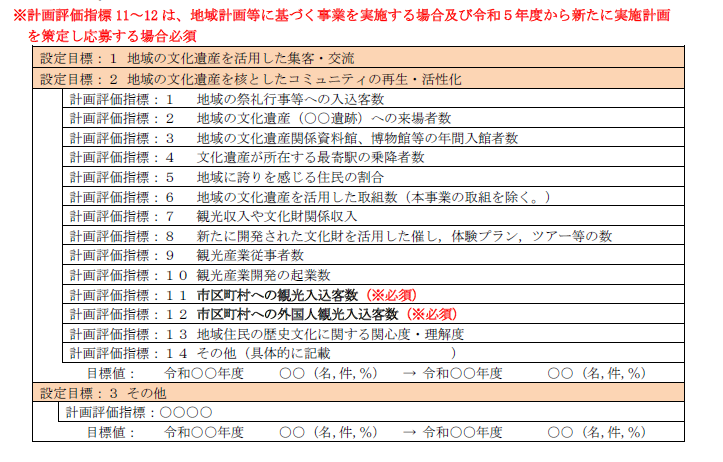 ※計画評価指標11～12は、地域計画等に基づく事業を実施する場合及び令和５年度から新たに実施計画
を策定し応募する場合必須
設定目標：１ 地域の文化遺産を活用した集客・交流
設定目標：２ 地域の文化遺産を核としたコミュニティの再生・活性化
計画評価指標：１ 地域の祭礼行事等への入込客数
計画評価指標：２ 地域の文化遺産（○○遺跡）への来場者数
計画評価指標：３ 地域の文化遺産関係資料館、博物館等の年間入館者数
計画評価指標：４ 文化遺産が所在する最寄駅の乗降者数
計画評価指標：５ 地域に誇りを感じる住民の割合
計画評価指標：６ 地域の文化遺産を活用した取組数（本事業の取組を除く。）
計画評価指標：７ 観光収入や文化財関係収入
計画評価指標：８ 新たに開発された文化財を活用した催し，体験プラン，ツアー等の数
計画評価指標：９ 観光産業従事者数
計画評価指標：１０ 観光産業開発の起業数
計画評価指標：１１ 市区町村への観光入込客数（※必須）
計画評価指標：１２ 市区町村への外国人観光入込客数（※必須）
計画評価指標：１３ 地域住民の歴史文化に関する関心度・理解度
計画評価指標：１４ その他（具体的に記載　　　　　　　　　）
目標値：　　令和○○年度　　○○（名,件,％）　→ 令和○○年度　　○○（名,件,％）
設定目標：３ その他
計画評価指標：○○○○
目標値：　　令和○○年度　　○○（名,件,％）　→ 令和○○年度　　○○（名,件,％）